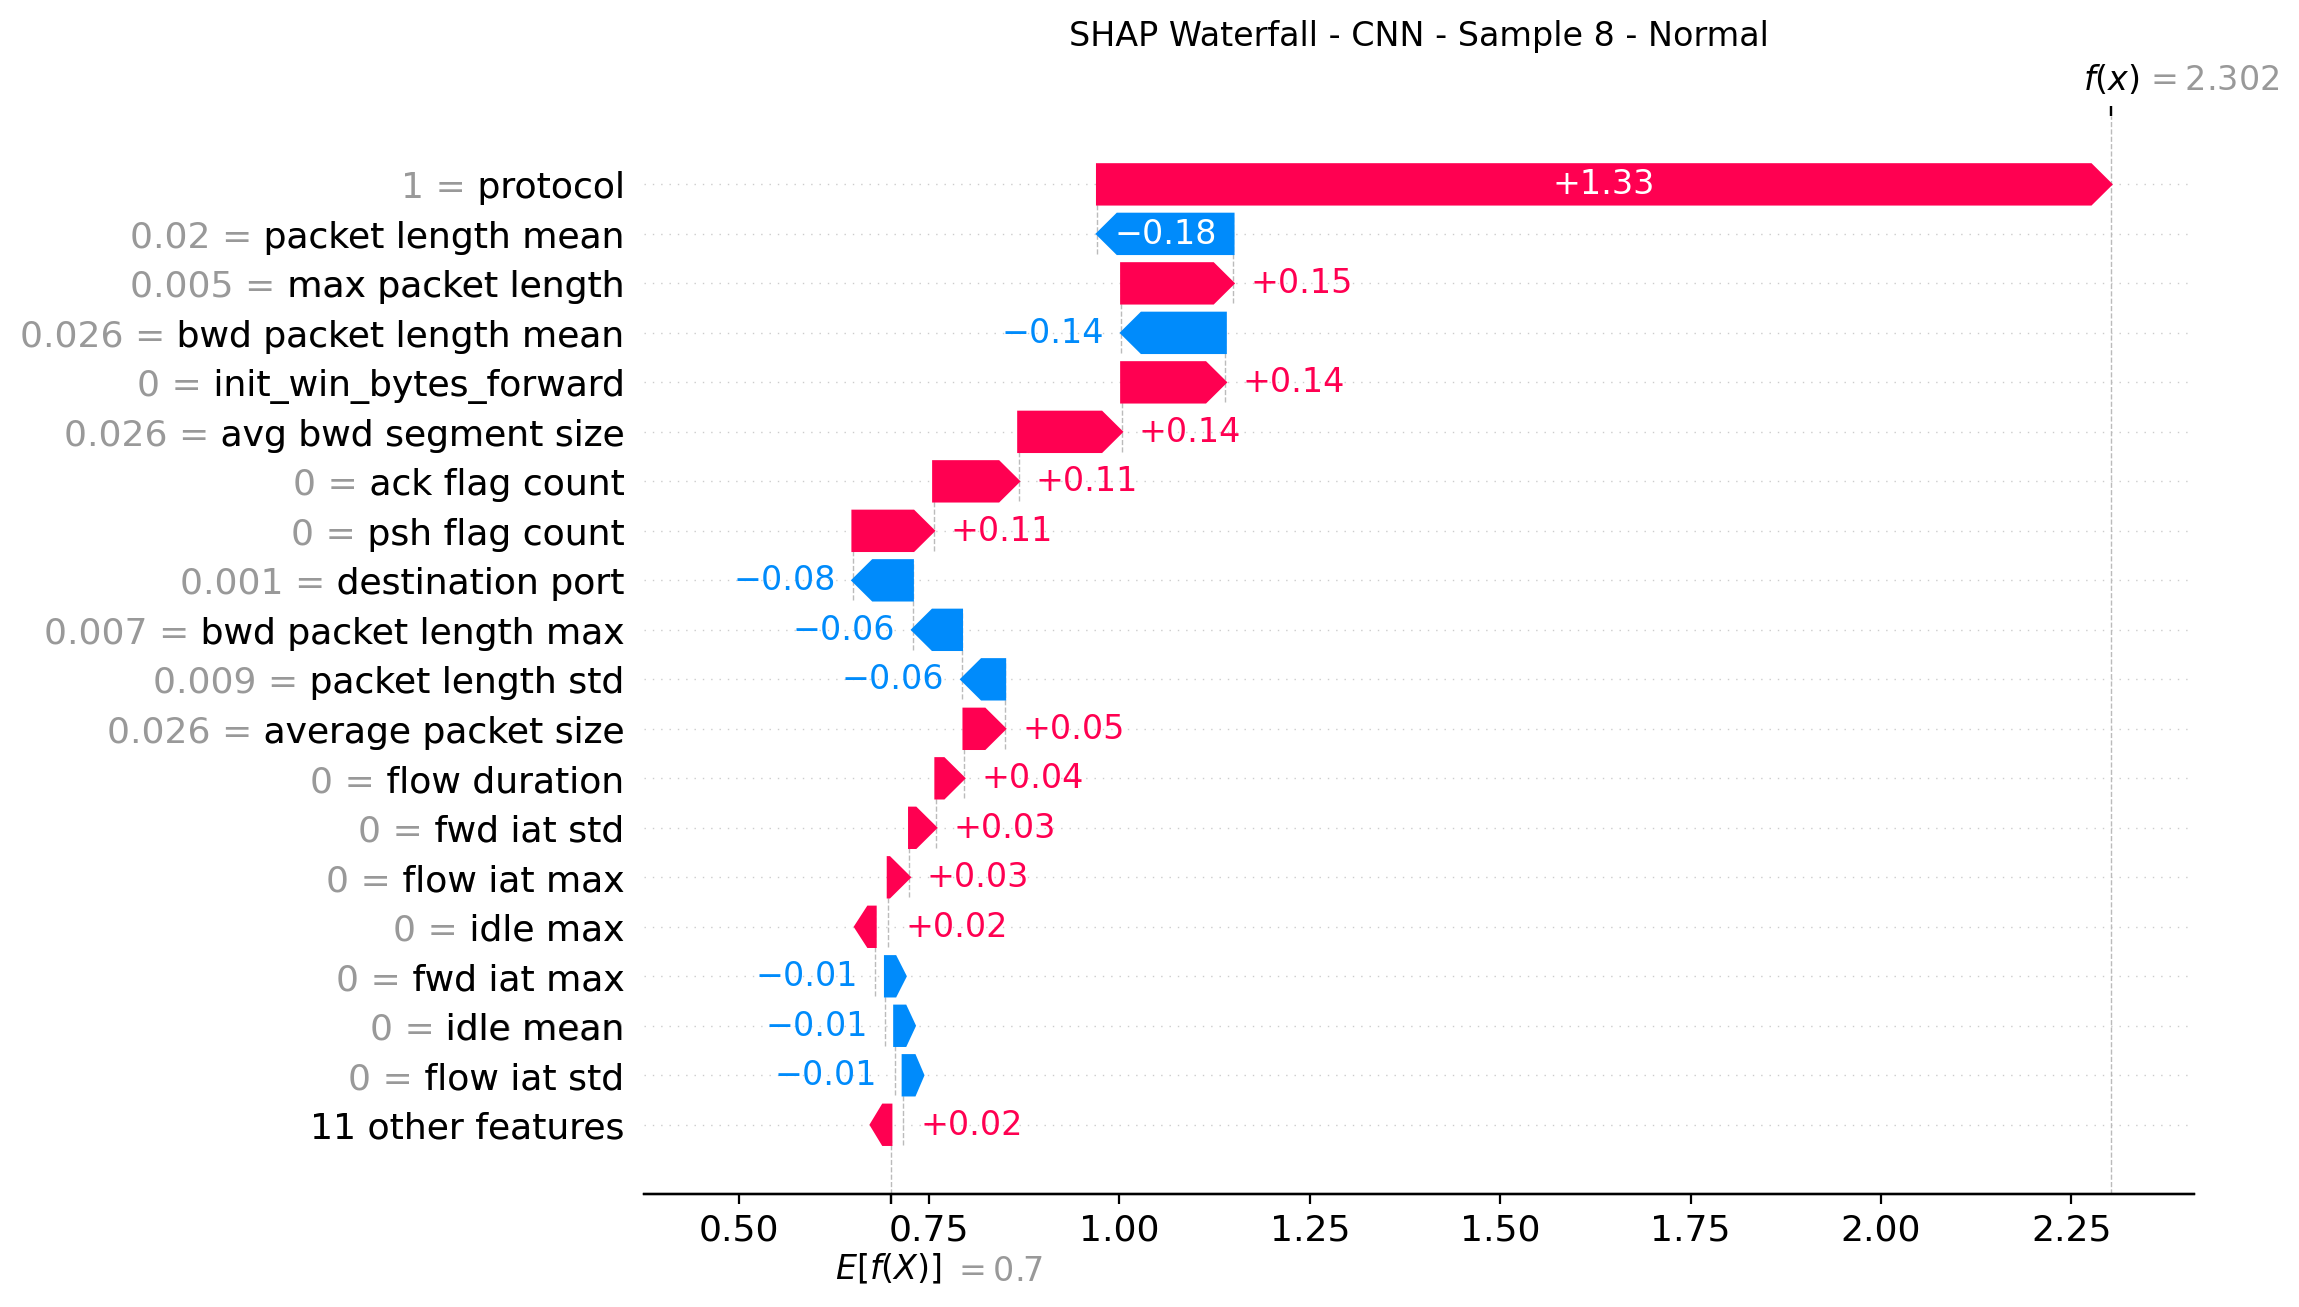 SHAP Waterfall - CNN - Sample 8 - Normal
f(x) = 2.302
1 = protocol +1.33
0.02 = packet length mean −0.18
0.005 = max packet length +0.15
0.026 = bwd packet length mean −0.14
0 = init_win_bytes_forward +0.14
0.026 = avg bwd segment size +0.14
0 = ack flag count +0.11
0 = psh flag count +0.11
0.001 = destination port −0.08
0.007 = bwd packet length max −0.06
0.009 = packet length std −0.06
0.026 = average packet size +0.05
0 = flow duration +0.04
0 = fwd iat std +0.03
0 = flow iat max +0.03
0 = idle max +0.02
0 = fwd iat max −0.01
0 = idle mean −0.01
0 = flow iat std −0.01
11 other features +0.02
0.50 0.75 1.00 1.25 1.50 1.75 2.00 2.25
E[f(X)] = 0.7